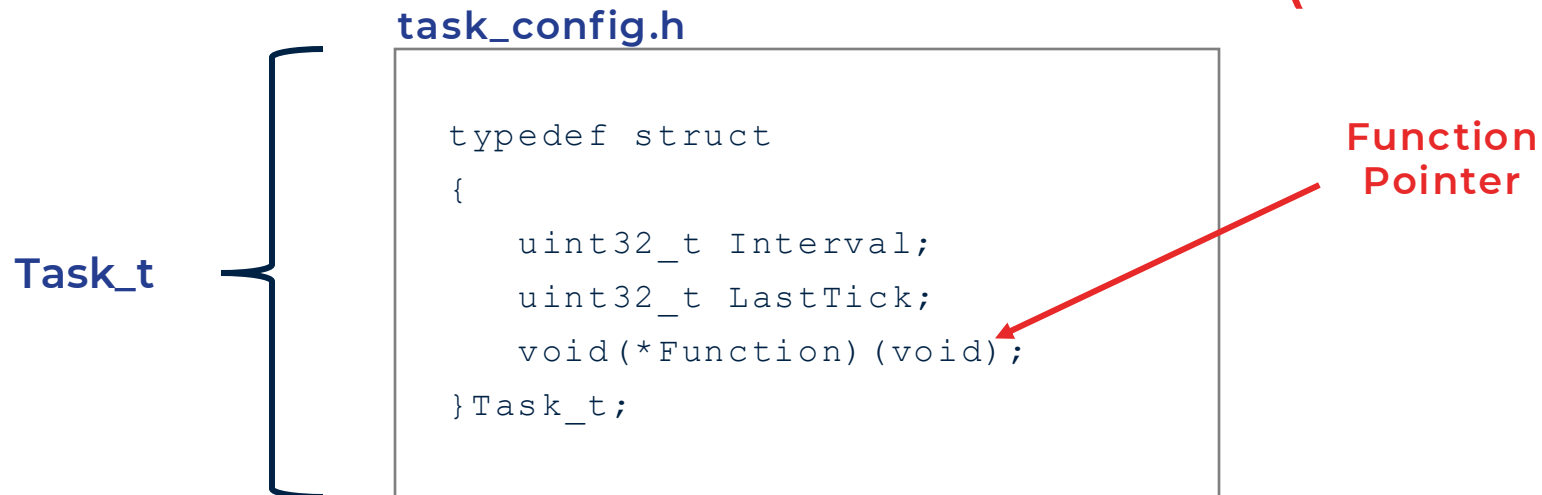 task_config.h
typedef struct
{
uint32_t Interval;
uint32_t LastTick;
void(*Function)(void);
}Task_t;
Task_t
Function
Pointer